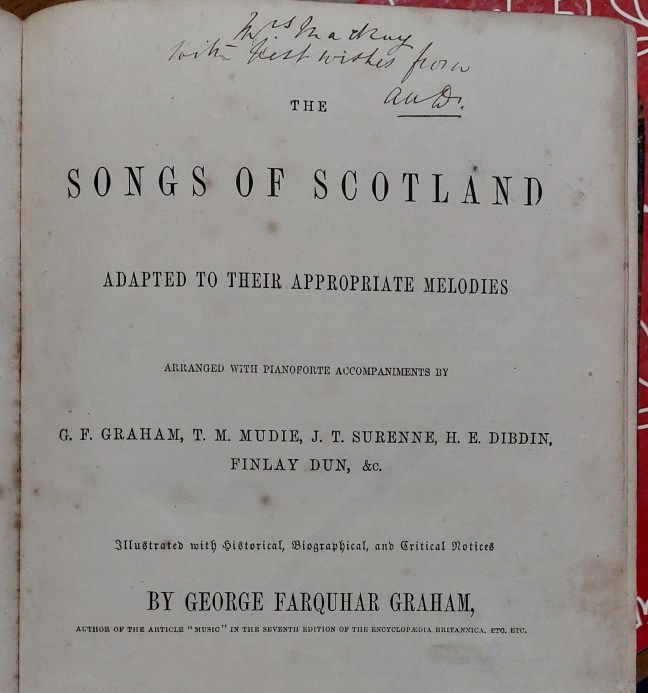 Mrs Mackay
with best wishes from
THE
SONGS OF SCOTLAND
ADAPTED TO THEIR APPROPRIATE MELODIES
ARRANGED WITH PIANOFORTE ACCOMPANIMENTS BY
G. F. GRAHAM, T. M. MUDIE, J. T. SURENNE, H. E. DIBDIN,
FINLAY DUN, &c.
Illustrated with Historical, Biographical, and Critical Notices
BY GEORGE FARQUHAR GRAHAM,
AUTHOR OF THE ARTICLE "MUSIC" IN THE SEVENTH EDITION OF THE ENCYCLOPÆDIA BRITANNICA, ETC. ETC.